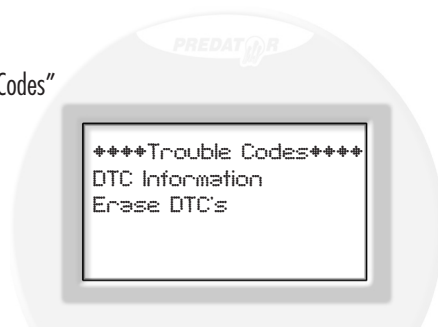 PREDATOR
Codes”
++++Trouble Codes++++
DTC Information
Erase DTC's